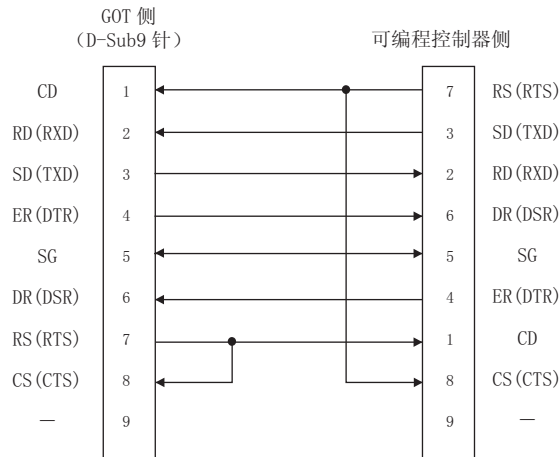 GOT 侧
(D-Sub9 针)
可编程控制器侧
CD 1 7 RS(RTS)
RD(RXD) 2 3 SD(TXD)
SD(TXD) 3 2 RD(RXD)
ER(DTR) 4 6 DR(DSR)
SG 5 5 SG
DR(DSR) 6 4 ER(DTR)
RS(RTS) 7 1 CD
CS(CTS) 8 8 CS(CTS)
— 9 9 —